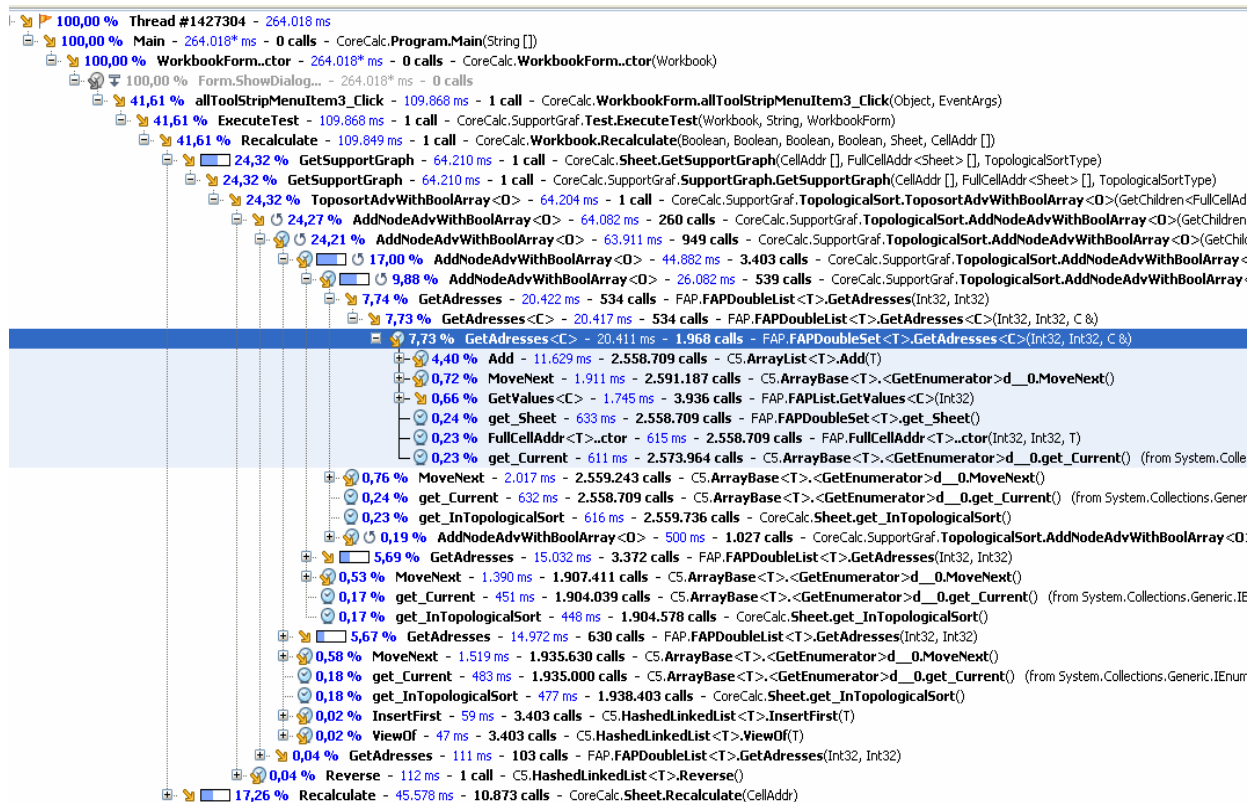 100,00 % Thread #1427304 - 264.018 ms
100,00 % Main - 264.018* ms - 0 calls - CoreCalc.Program.Main(String [])
100,00 % WorkbookForm..ctor - 264.018* ms - 0 calls - CoreCalc.WorkbookForm..ctor(Workbook)
100,00 % Form.ShowDialog... - 264.018* ms - 0 calls
41,61 % allToolStripMenuItem3_Click - 109.868 ms - 1 call - CoreCalc.WorkbookForm.allToolStripMenuItem3_Click(Object, EventArgs)
41,61 % ExecuteTest - 109.868 ms - 1 call - CoreCalc.SupportGraf.Test.ExecuteTest(Workbook, String, WorkbookForm)
41,61 % Recalculate - 109.849 ms - 1 call - CoreCalc.Workbook.Recalculate(Boolean, Boolean, Boolean, Boolean, Sheet, CellAddr [])
24,32 % GetSupportGraph - 64.210 ms - 1 call - CoreCalc.Sheet.GetSupportGraph(CellAddr [], FullCellAddr<Sheet> [], TopologicalSortType)
24,32 % GetSupportGraph - 64.210 ms - 1 call - CoreCalc.SupportGraf.SupportGraph.GetSupportGraph(CellAddr [], FullCellAddr<Sheet> [], TopologicalSortType)
24,32 % ToposortAdvWithBoolArray<O> - 64.204 ms - 1 call - CoreCalc.SupportGraf.TopologicalSort.ToposortAdvWithBoolArray<O>(GetChildren<FullCellAd
24,27 % AddNodeAdvWithBoolArray<O> - 64.082 ms - 260 calls - CoreCalc.SupportGraf.TopologicalSort.AddNodeAdvWithBoolArray<O>(GetChildren
24,21 % AddNodeAdvWithBoolArray<O> - 63.911 ms - 949 calls - CoreCalc.SupportGraf.TopologicalSort.AddNodeAdvWithBoolArray<O>(GetChild
17,00 % AddNodeAdvWithBoolArray<O> - 44.882 ms - 3.403 calls - CoreCalc.SupportGraf.TopologicalSort.AddNodeAdvWithBoolArray<
9,88 % AddNodeAdvWithBoolArray<O> - 26.082 ms - 539 calls - CoreCalc.SupportGraf.TopologicalSort.AddNodeAdvWithBoolArray<
7,74 % GetAdresses - 20.422 ms - 534 calls - FAP.FAPDoubleList<T>.GetAdresses(Int32, Int32)
7,73 % GetAdresses<C> - 20.417 ms - 534 calls - FAP.FAPDoubleList<T>.GetAdresses<C>(Int32, Int32, C &)
7,73 % GetAdresses<C> - 20.411 ms - 1.968 calls - FAP.FAPDoubleSet<T>.GetAdresses<C>(Int32, Int32, C &)
4,40 % Add - 11.629 ms - 2.558.709 calls - C5.ArrayList<T>.Add(T)
0,72 % MoveNext - 1.911 ms - 2.591.187 calls - C5.ArrayBase<T>.<GetEnumerator>d__0.MoveNext()
0,66 % GetValues<C> - 1.745 ms - 3.936 calls - FAP.FAPList.GetValues<C>(Int32)
0,24 % get_Sheet - 633 ms - 2.558.709 calls - FAP.FAPDoubleSet<T>.get_Sheet()
0,23 % FullCellAddr<T>..ctor - 615 ms - 2.558.709 calls - FAP.FullCellAddr<T>..ctor(Int32, Int32, T)
0,23 % get_Current - 611 ms - 2.573.964 calls - C5.ArrayBase<T>.<GetEnumerator>d__0.get_Current() (from System.Colle
0,76 % MoveNext - 2.017 ms - 2.559.243 calls - C5.ArrayBase<T>.<GetEnumerator>d__0.MoveNext()
0,24 % get_Current - 632 ms - 2.558.709 calls - C5.ArrayBase<T>.<GetEnumerator>d__0.get_Current() (from System.Collections.Gener
0,23 % get_InTopologicalSort - 616 ms - 2.559.736 calls - CoreCalc.Sheet.get_InTopologicalSort()
0,19 % AddNodeAdvWithBoolArray<O> - 500 ms - 1.027 calls - CoreCalc.SupportGraf.TopologicalSort.AddNodeAdvWithBoolArray<O
5,69 % GetAdresses - 15.032 ms - 3.372 calls - FAP.FAPDoubleList<T>.GetAdresses(Int32, Int32)
0,53 % MoveNext - 1.390 ms - 1.907.411 calls - C5.ArrayBase<T>.<GetEnumerator>d__0.MoveNext()
0,17 % get_Current - 451 ms - 1.904.039 calls - C5.ArrayBase<T>.<GetEnumerator>d__0.get_Current() (from System.Collections.Generic.IE
0,17 % get_InTopologicalSort - 448 ms - 1.904.578 calls - CoreCalc.Sheet.get_InTopologicalSort()
5,67 % GetAdresses - 14.972 ms - 630 calls - FAP.FAPDoubleList<T>.GetAdresses(Int32, Int32)
0,58 % MoveNext - 1.519 ms - 1.935.630 calls - C5.ArrayBase<T>.<GetEnumerator>d__0.MoveNext()
0,18 % get_Current - 483 ms - 1.935.000 calls - C5.ArrayBase<T>.<GetEnumerator>d__0.get_Current() (from System.Collections.Generic.IEnum
0,18 % get_InTopologicalSort - 477 ms - 1.938.403 calls - CoreCalc.Sheet.get_InTopologicalSort()
0,02 % InsertFirst - 59 ms - 3.403 calls - C5.HashedLinkedList<T>.InsertFirst(T)
0,02 % ViewOf - 47 ms - 3.403 calls - C5.HashedLinkedList<T>.ViewOf(T)
0,04 % GetAdresses - 111 ms - 103 calls - FAP.FAPDoubleList<T>.GetAdresses(Int32, Int32)
0,04 % Reverse - 112 ms - 1 call - C5.HashedLinkedList<T>.Reverse()
17,26 % Recalculate - 45.578 ms - 10.873 calls - CoreCalc.Sheet.Recalculate(CellAddr)